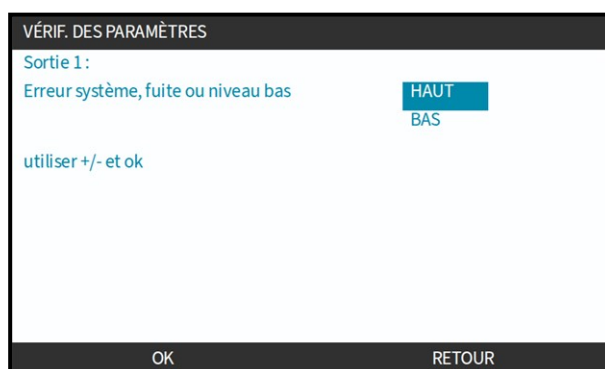 VÉRIF. DES PARAMÈTRES
Sortie 1 :
Erreur système, fuite ou niveau bas HAUT
BAS
utiliser +/- et ok
OK RETOUR